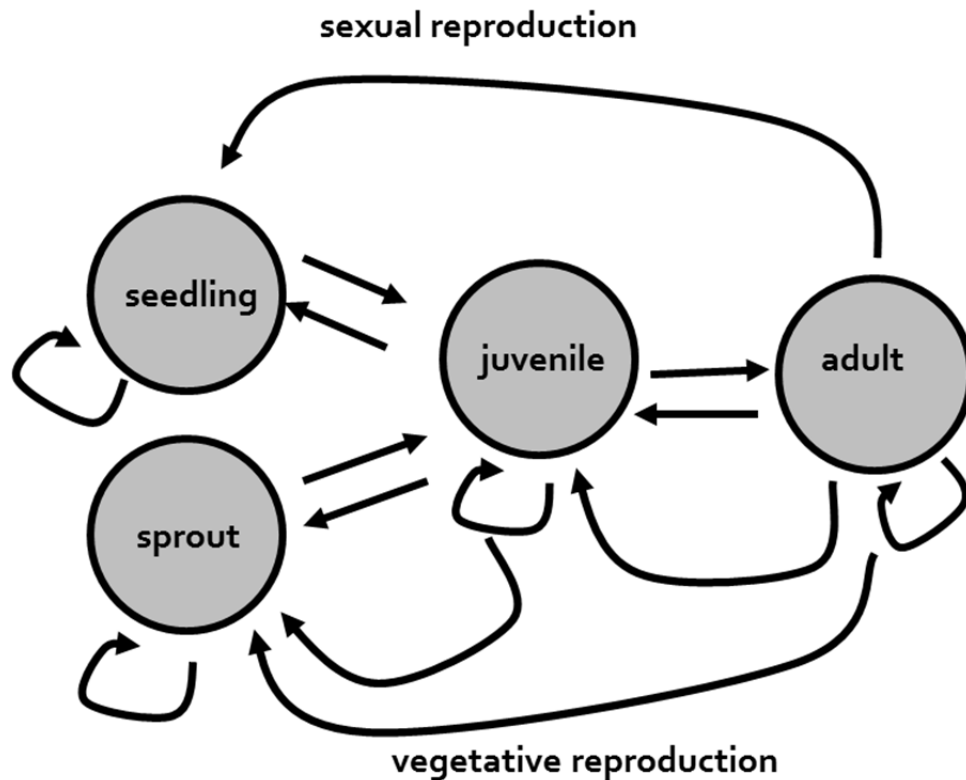 sexual reproduction
seedling
juvenile
adult
sprout
vegetative reproduction